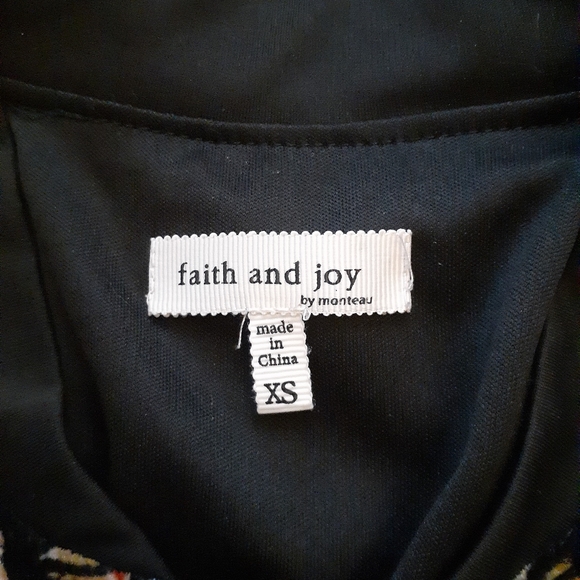 faith and joy
by monteau
made
in
China
XS